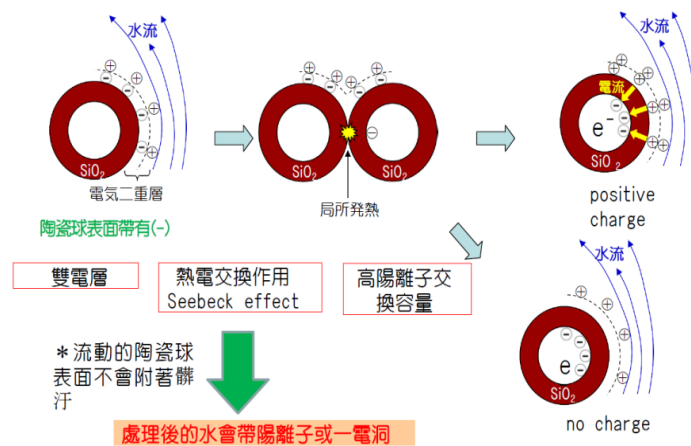 水流
SiO₂
電気二重層
陶瓷球表面帶有(-)
SiO₂
SiO₂
局所発熱
電流
e⁻
SiO₂
positive
charge
雙電層
熱電交換作用
Seebeck effect
高陽離子交
換容量
水流
e
SiO₂
no charge
*流動的陶瓷球
表面不會附著髒
汙
處理後的水會帶陽離子或一電洞